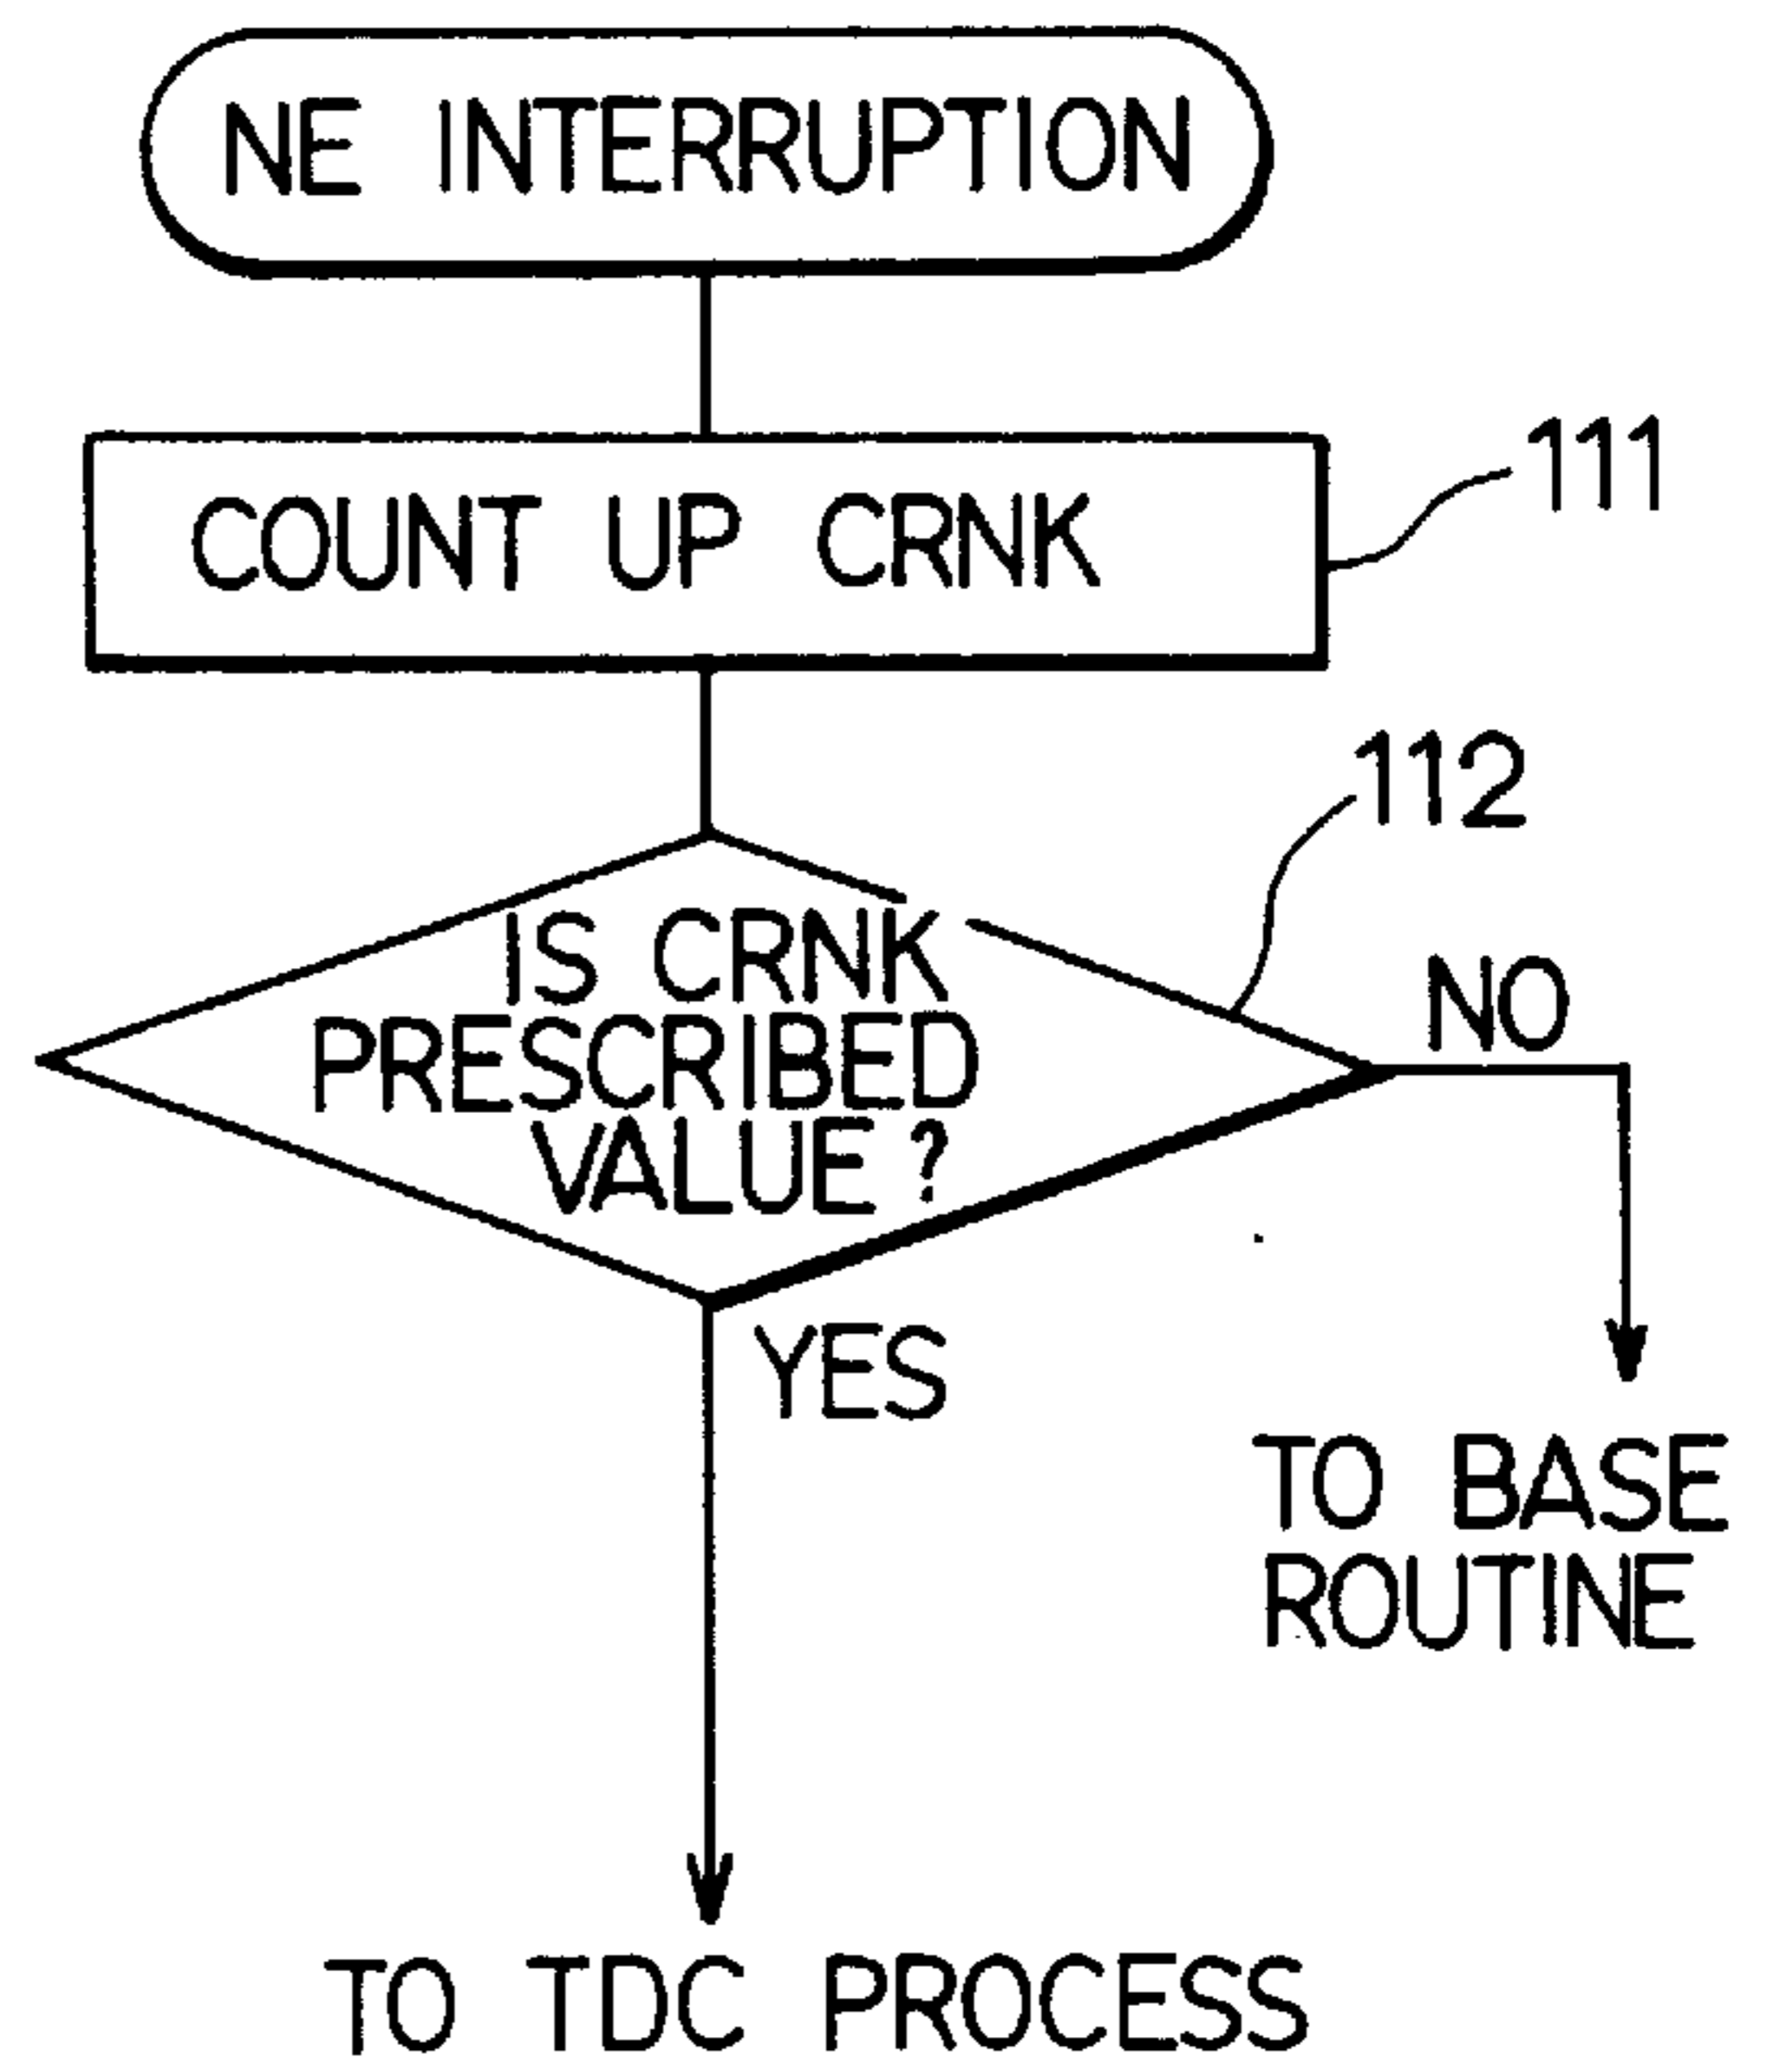 NE INTERRUPTION
COUNT UP CRNK
111
112
IS CRNK
PRESCRIBED
VALUE?
NO
YES
TO BASE
ROUTINE
TO TDC PROCESS